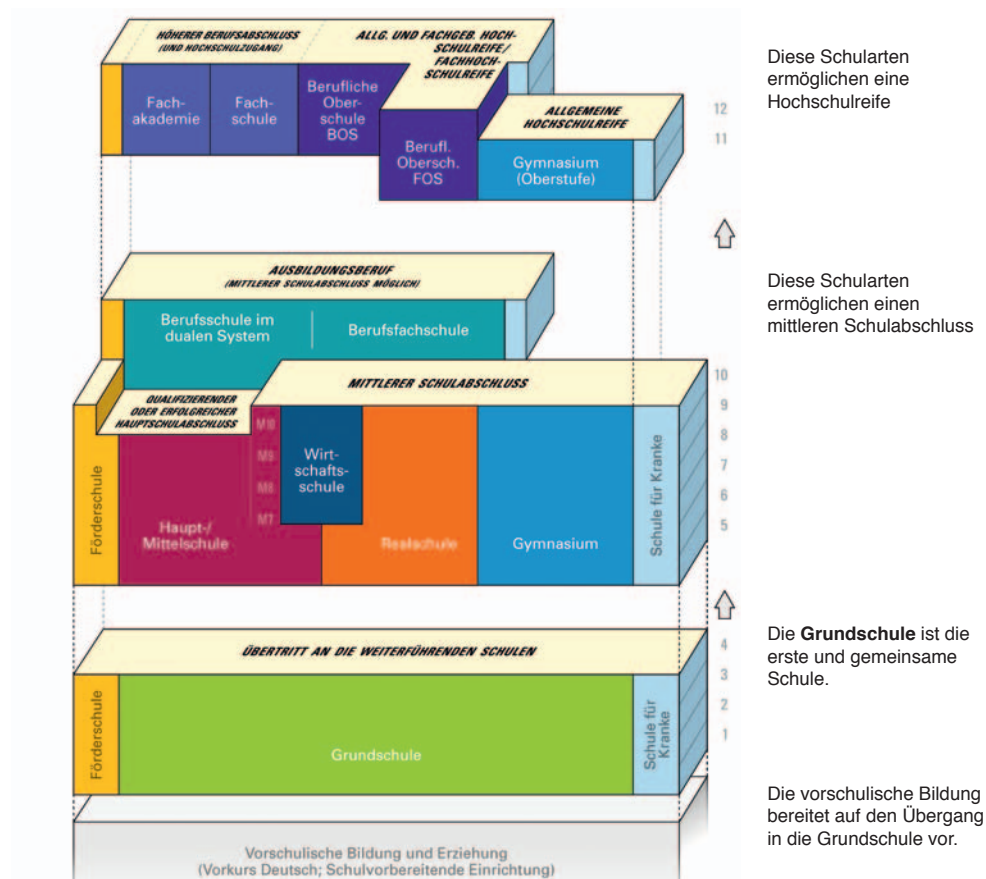 HÖHERER BERUFSABSCHLUSS
(UND HOCHSCHULZUGANG)
ALLG. UND FACHGEB. HOCH-
SCHULREIFE/
FACHHOCH-
SCHULREIFE
Fach-
akademie
Fach-
schule
Berufliche
Ober-
schule
BOS
Berufl.
Obersch.
FOS
ALLGEMEINE
HOCHSCHULREIFE
Gymnasium
(Oberstufe)
12
11
Diese Schularten
ermöglichen eine
Hochschulreife
AUSBILDUNGSBERUF
(MITTLERER SCHULABSCHLUSS MÖGLICH)
Berufsschule im
dualen System
Berufsfachschule
Diese Schularten
ermöglichen einen
mittleren Schulabschluss
MITTLERER SCHULABSCHLUSS
QUALIFIZIERENDER
ODER ERFOLGREICHER
HAUPTSCHULABSCHLUSS
Förderschule
Haupt-/
Mittelschule
M10
M9
M8
M7
Wirt-
schafts-
schule
Realschule
Gymnasium
Schule für Kranke
10
9
8
7
6
5
ÜBERTRITT AN DIE WEITERFÜHRENDEN SCHULEN
Förderschule
Grundschule
Schule für
Kranke
4
3
2
1
Die Grundschule ist die
erste und gemeinsame
Schule.
Vorschulische Bildung und Erziehung
(Vorkurs Deutsch; Schulvorbereitende Einrichtung)
Die vorschulische Bildung
bereitet auf den Übergang
in die Grundschule vor.